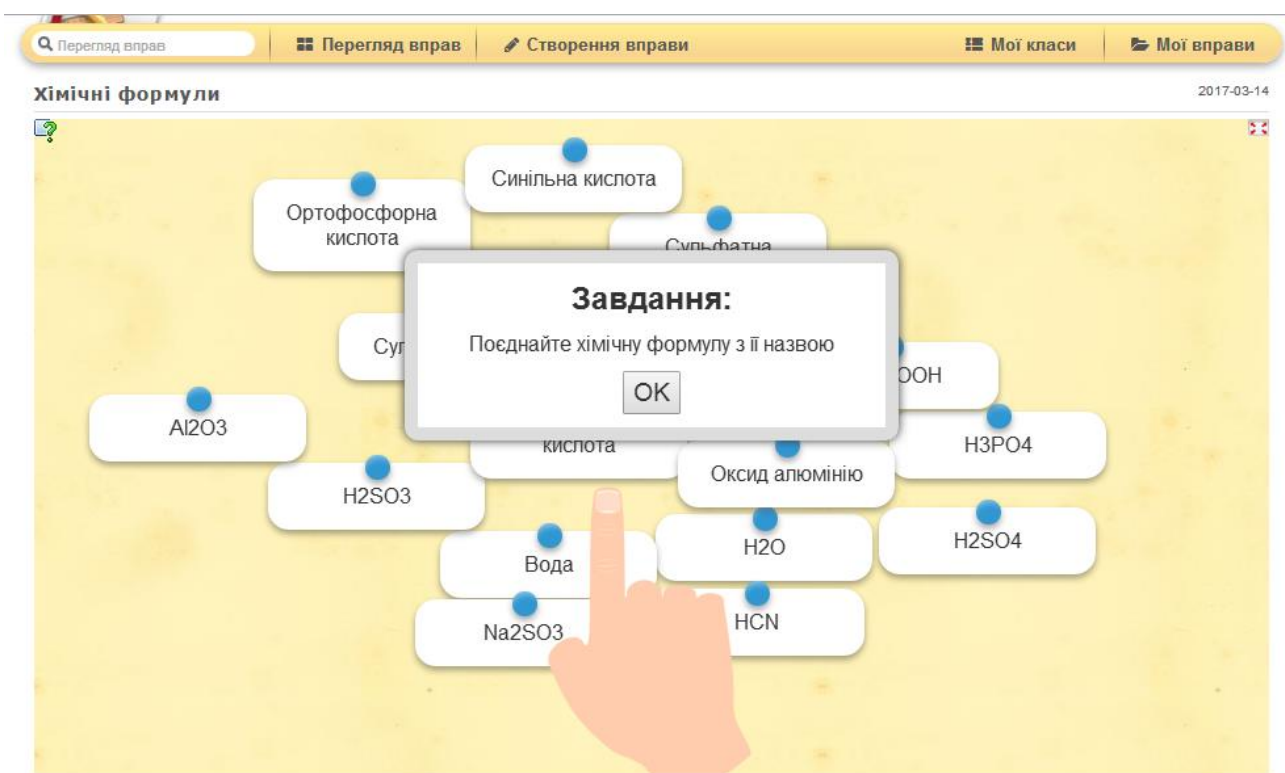 Перегляд вправ
Перегляд вправ
Створення вправи
Мої класи
Мої вправи
Хімічні формули
2017-03-14
Синільна кислота
Ортофосфорна
кислота
Сульфатна
Завдання:
Поєднайте хімічну формулу з її назвою
OK
Al2O3
H3PO4
кислота
Оксид алюмінію
H2SO3
H2SO4
H2O
Вода
HCN
Na2SO3